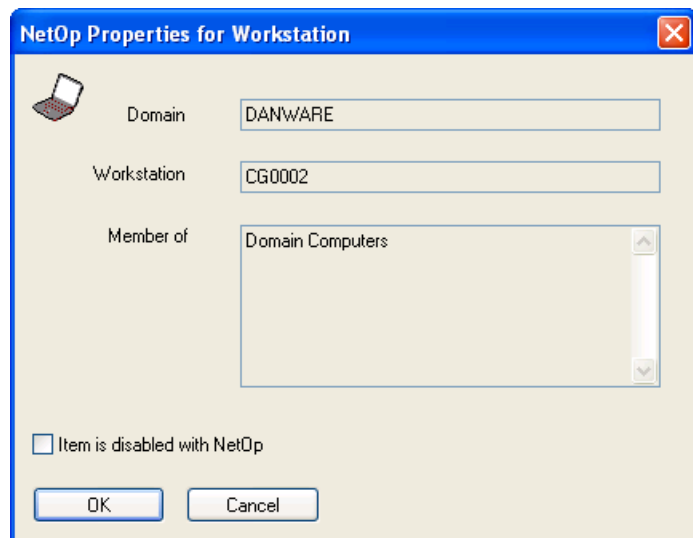 NetOp Properties for Workstation
Domain DANWARE
Workstation CG0002
Member of Domain Computers
Item is disabled with NetOp
OK Cancel